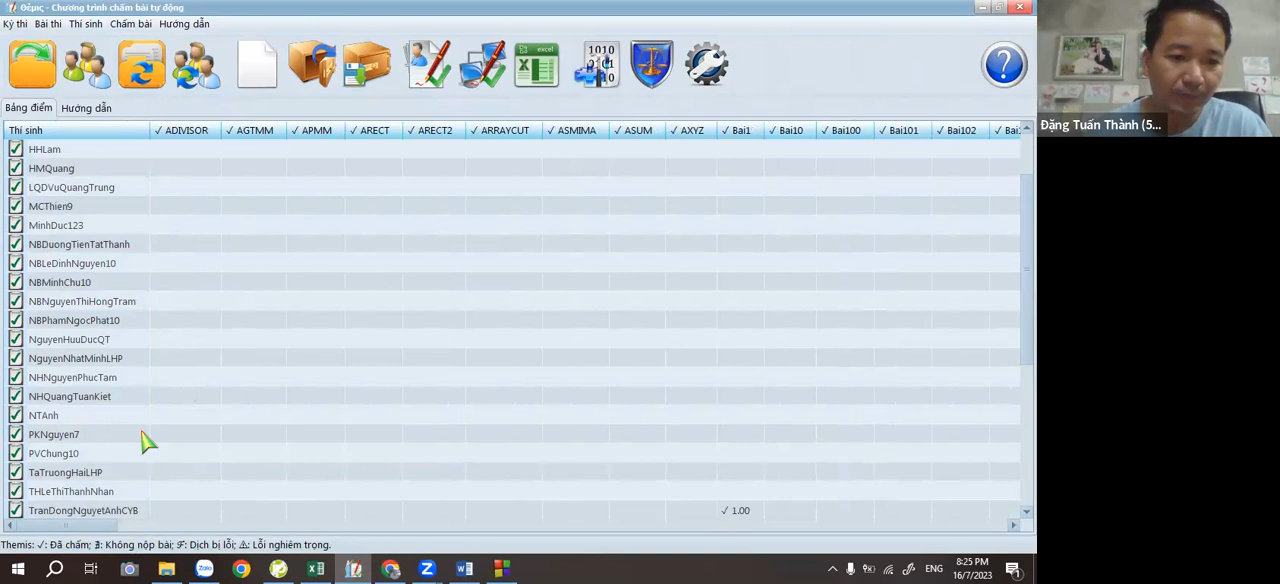 Θέμις - Chương trình chấm bài tự động
Kỳ thi Bài thi Thí sinh Chấm bài Hướng dẫn
excel
1010
Bảng điểm Hướng dẫn
Thí sinh ✓ ADIVISOR ✓ AGTMM ✓ APMM ✓ ARECT1 ✓ ARECT2 ✓ ARRAYCUT ✓ ASMIMA ✓ ASUM ✓ AXYZ ✓ Bai1 ✓ Bai10 ✓ Bai100 ✓ Bai101 ✓ Bai102
HHLam
HMQuang
LQDVuQuangTrung
MCThien9
MinhDuc123
NBDuongTienTatThanh
NBLeDinhNguyen10
NBMinhChu10
NBNguyenThiHongTram
NBPhamNgocPhat10
NguyenHuuDucQT
NguyenNhatMinhLHP
NHNguyenPhucTam
NHQuangTuanKiet
NTAnh
PKNguyen7
PVChung10
TaTruongHaiLHP
THLeThiThanhNhan
TranDongNguyetAnhCYB ✓ 1.00
Themis: √: Đã chấm; ∄: Không nộp bài; Ϝ: Dịch bị lỗi; ⚠: Lỗi nghiêm trọng.
Zalo ENG 8:25 PM
16/7/2023
Đặng Tuấn Thành (5...